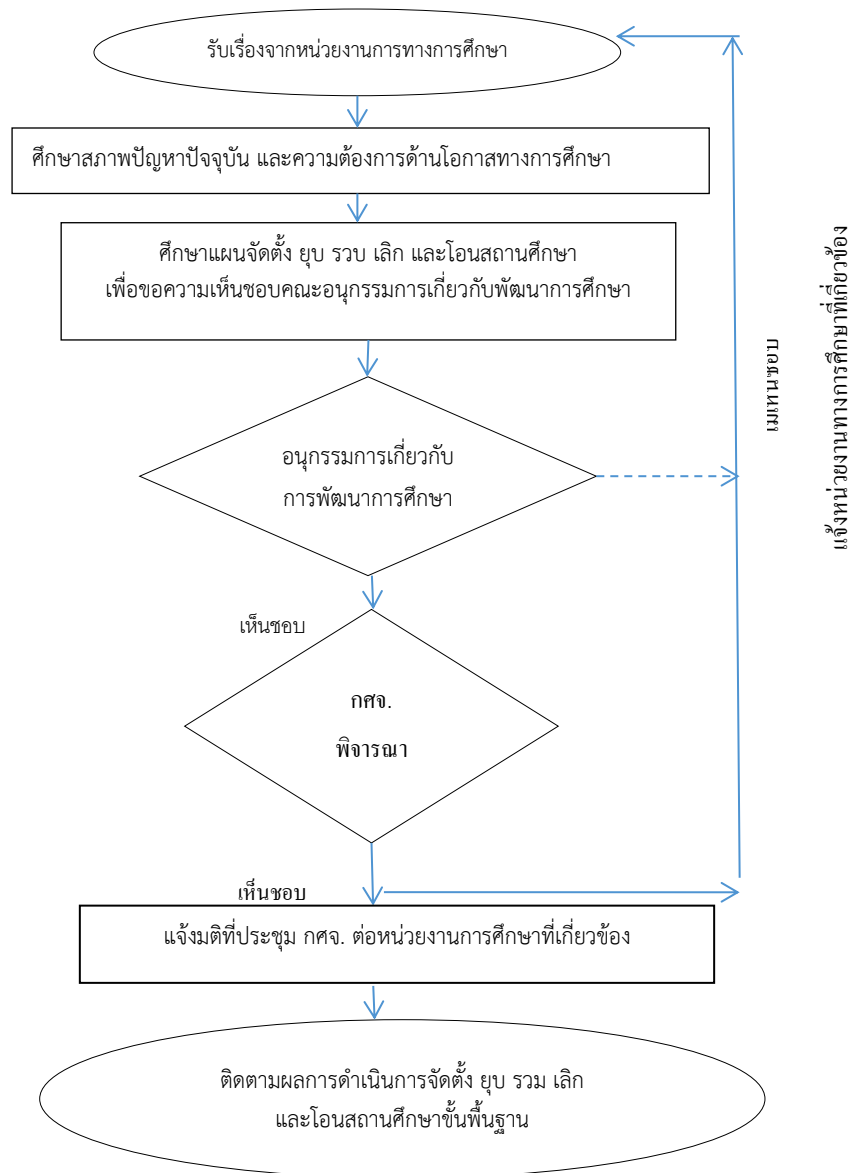 รับเรื่องจากหน่วยงานการทางการศึกษา
ศึกษาสภาพปัญหาปัจจุบัน และความต้องการด้านโอกาสทางการศึกษา
ศึกษาแผนจัดตั้ง ยุบ รวบ เลิก และโอนสถานศึกษา
เพื่อขอความเห็นชอบคณะอนุกรรมการเกี่ยวกับพัฒนาการศึกษา
อนุกรรมการเกี่ยวกับ
การพัฒนาการศึกษา
เห็นชอบ
กศจ.
พิจารณา
เห็นชอบ
แจ้งมติที่ประชุม กศจ. ต่อหน่วยงานการศึกษาที่เกี่ยวข้อง
ติดตามผลการดำเนินการจัดตั้ง ยุบ รวม เลิก
และโอนสถานศึกษาขั้นพื้นฐาน
แจ้งหน่วยงานทางการศึกษาที่เกี่ยวข้อง